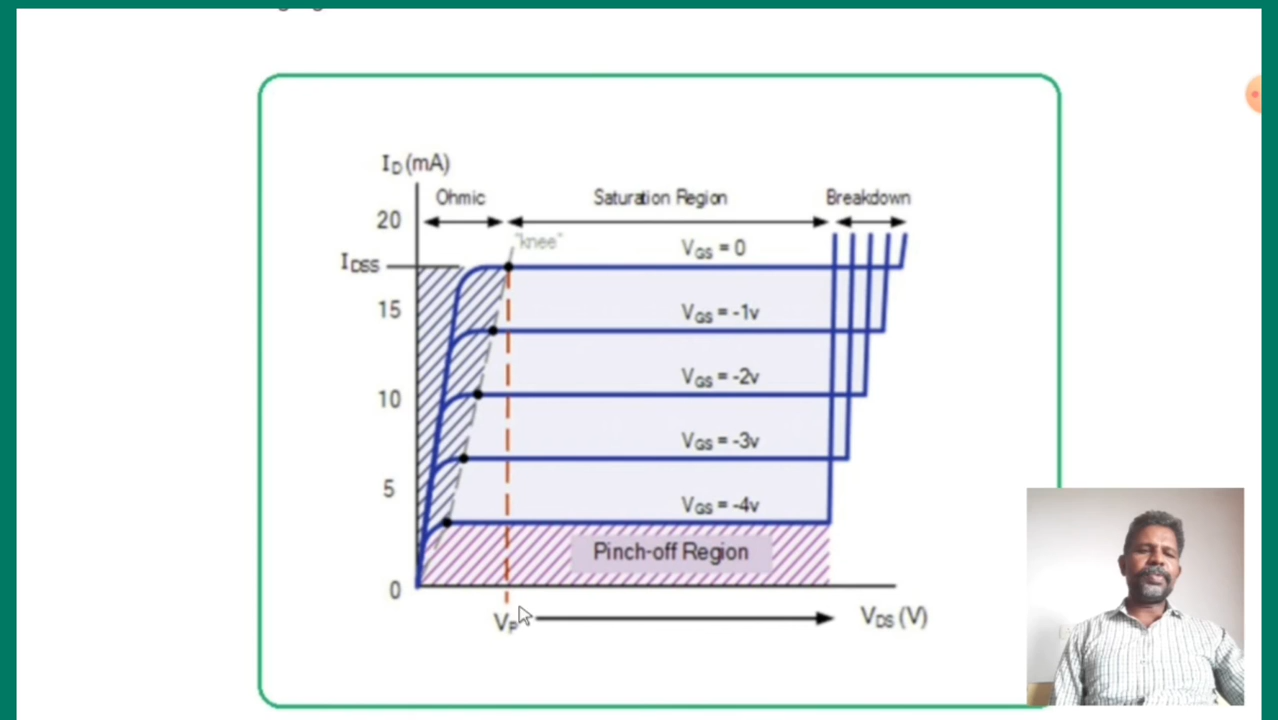 I D (mA)
Ohmic
Saturation Region
Breakdown
20
"knee"
VGS = 0
IDSS
15
VGS = -1v
VGS = -2v
10
VGS = -3v
5
VGS = -4v
Pinch-off Region
0
VP
VDS (V)